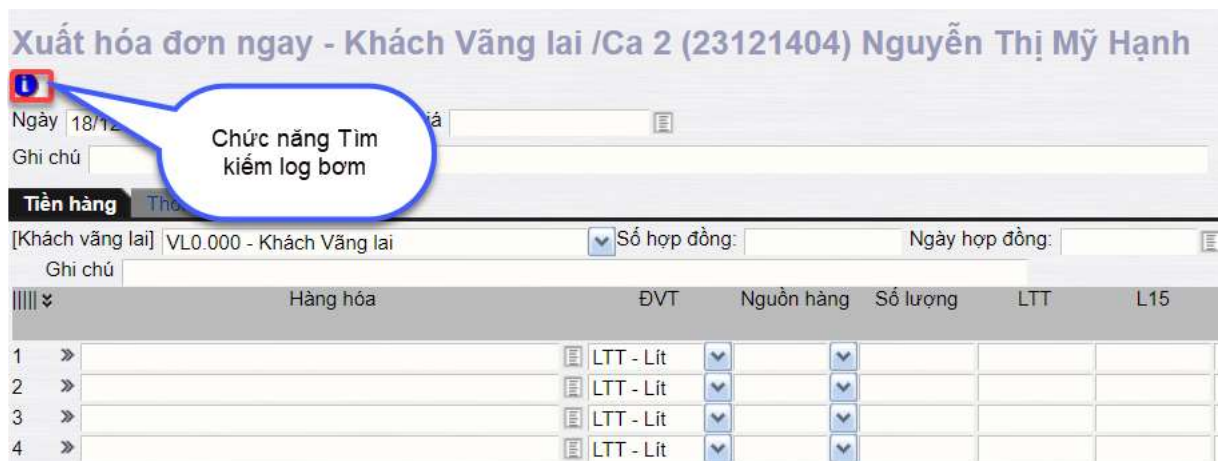 Xuất hóa đơn ngay - Khách Vãng lai /Ca 2 (23121404) Nguyễn Thị Mỹ Hạnh
i
Ngày 18/12
Chức năng Tìm
kiếm log bơm
Ghi chú
Tiền hàng
[Khách vãng lai] VL0.000 - Khách Vãng lai Số hợp đồng: Ngày hợp đồng:
Ghi chú
Hàng hóa ĐVT Nguồn hàng Số lượng LTT L15
1 LTT - Lít
2 LTT - Lít
3 LTT - Lít
4 LTT - Lít